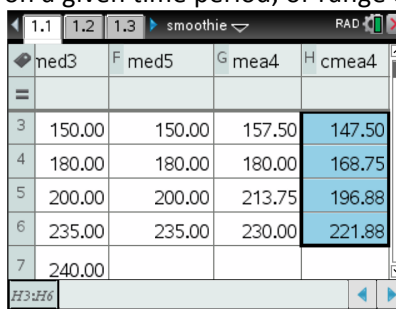 on a given time period, or range
1.1 1.2 1.3 smoothie RAD
med3 F med5 G mea4 H cmea4
=
3 150.00 150.00 157.50 147.50
4 180.00 180.00 180.00 168.75
5 200.00 200.00 213.75 196.88
6 235.00 235.00 230.00 221.88
7 240.00
H3:H6